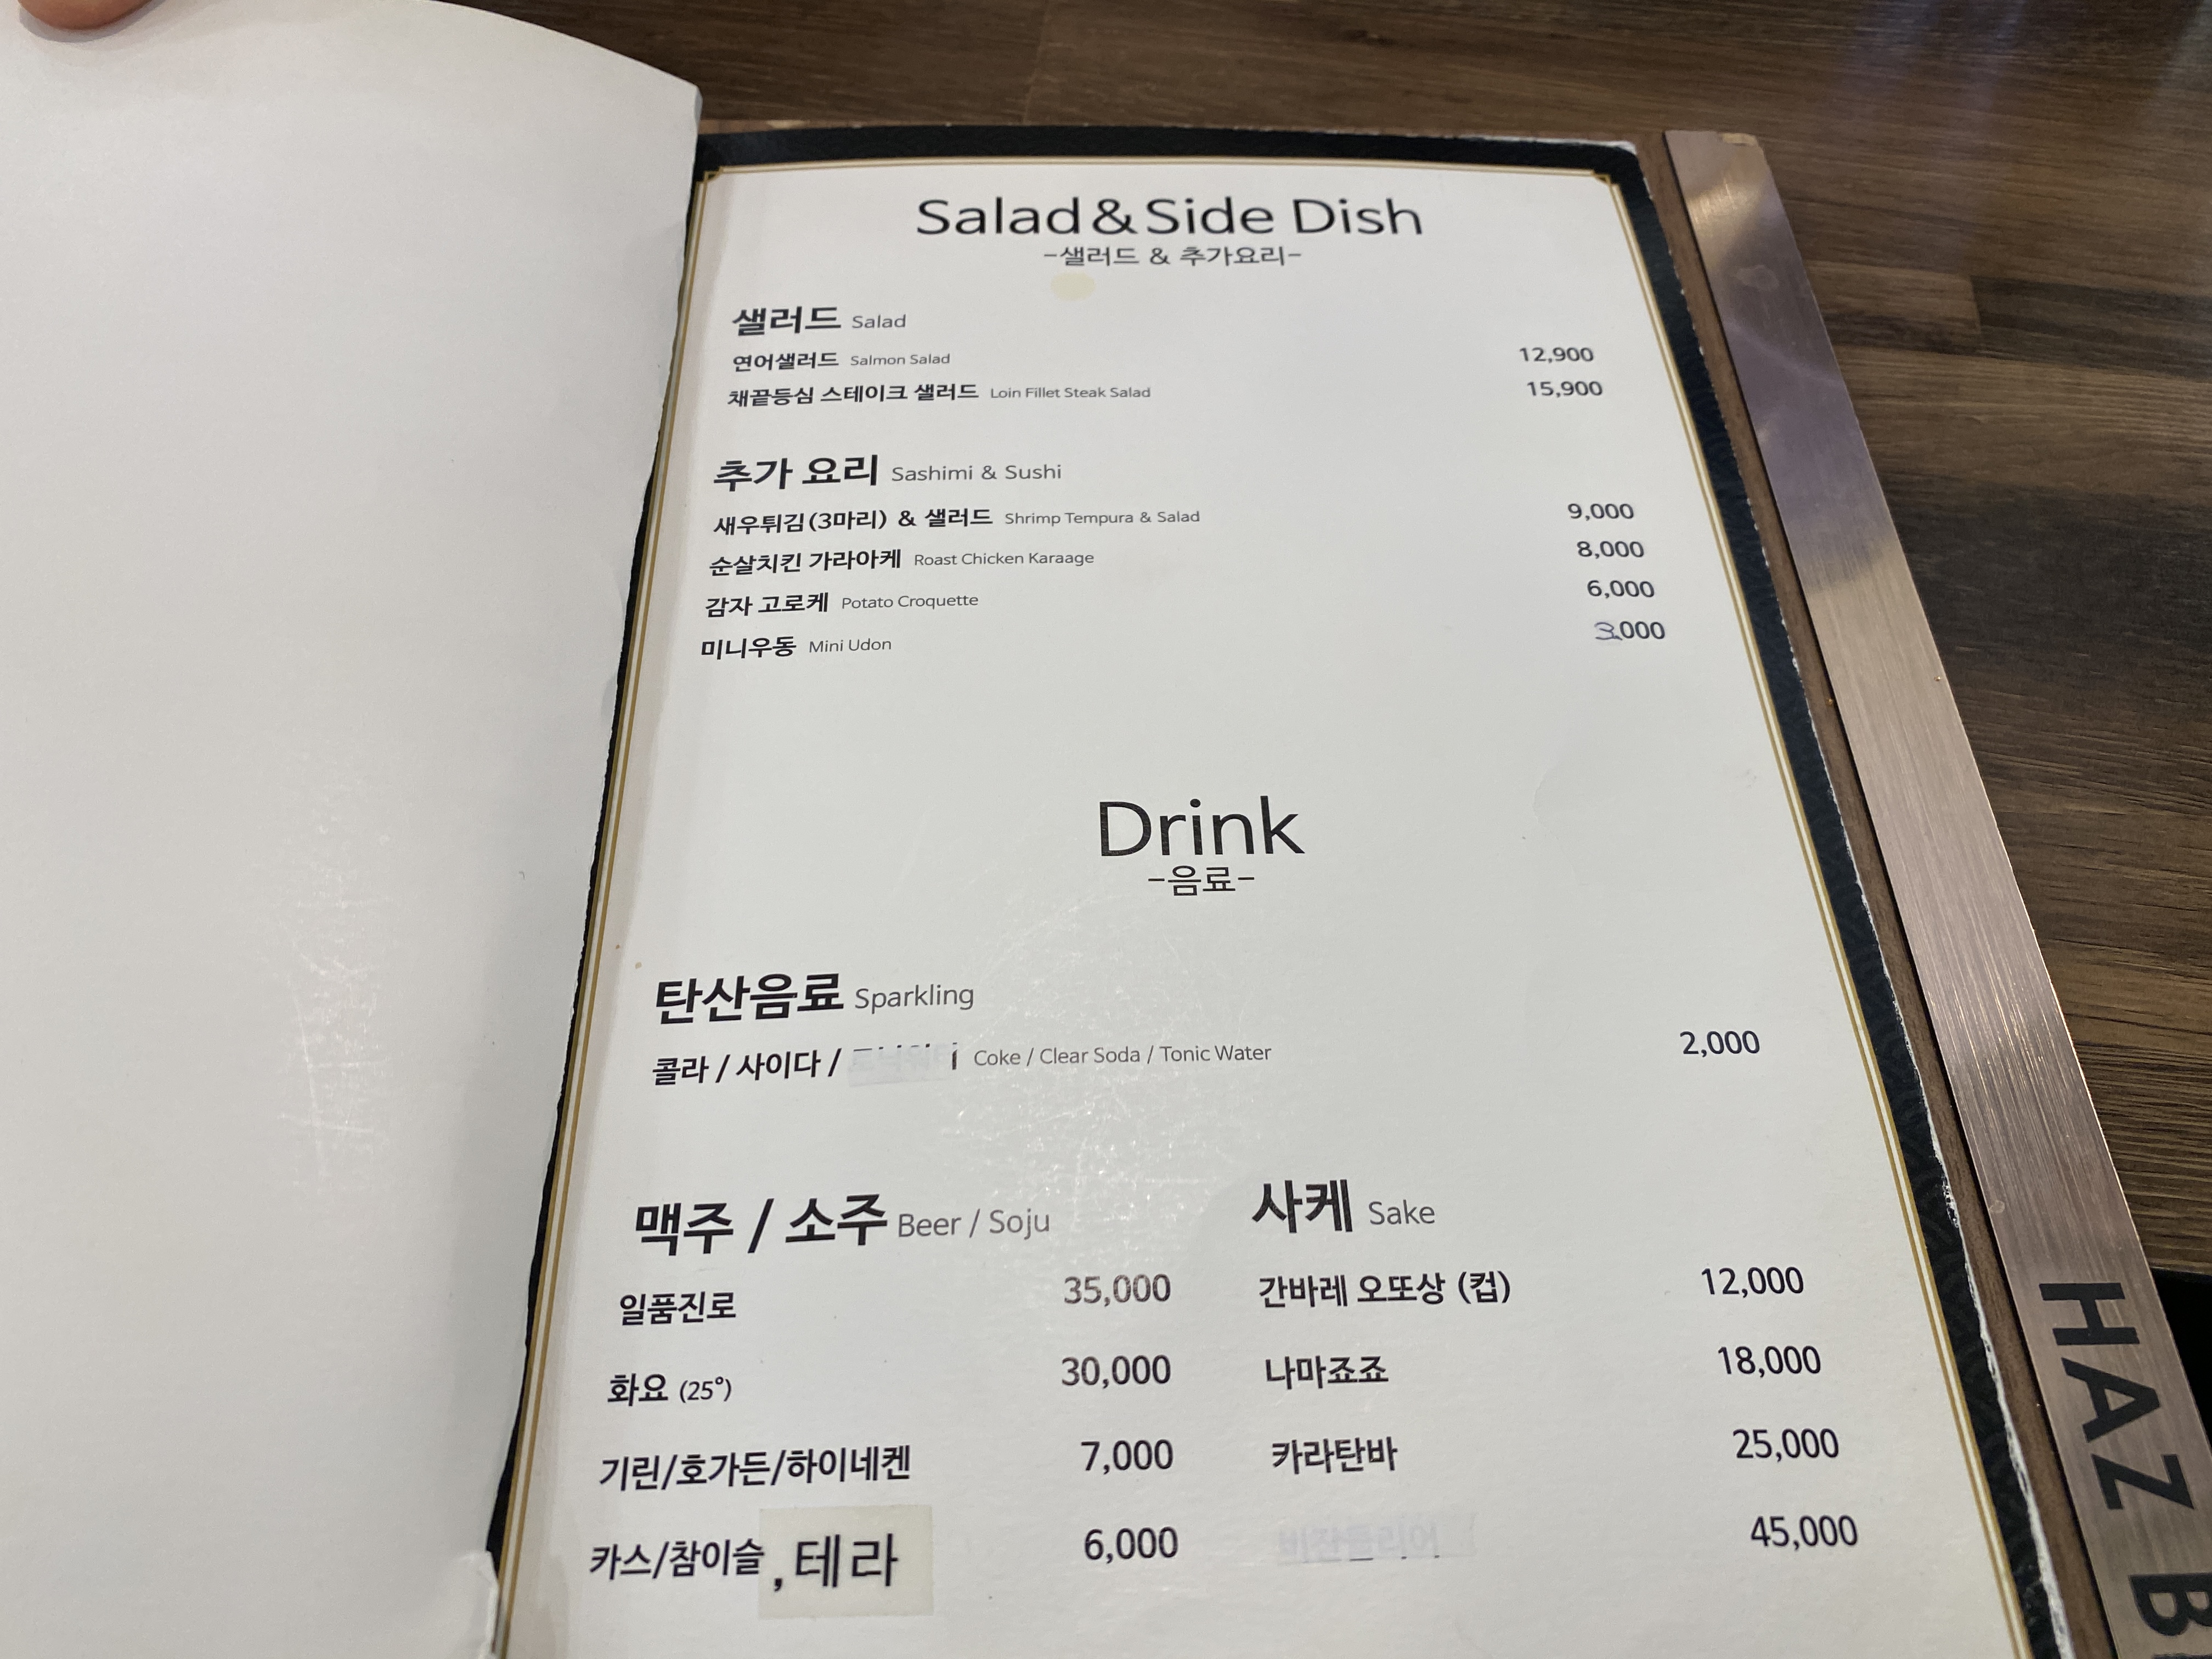 Salad & Side Dish
-샐러드 & 추가요리-
샐러드 Salad
연어샐러드 Salmon Salad 12,900
채끝등심 스테이크 샐러드 Loin Fillet Steak Salad 15,900
추가 요리 Sashimi & Sushi
새우튀김(3마리) & 샐러드 Shrimp Tempura & Salad 9,000
순살치킨 가라아케 Roast Chicken Karaage 8,000
감자 고로케 Potato Croquette 6,000
미니우동 Mini Udon 3,000
Drink
-음료-
탄산음료 Sparkling
콜라 / 사이다 / Coke / Clear Soda / Tonic Water 2,000
맥주 / 소주 Beer / Soju
일품진로 35,000
화요 (25°) 30,000
기린/호가든/하이네켄 7,000
카스/참이슬 , 테라 6,000
사케 Sake
간바레 오또상 (컵) 12,000
나마죠죠 18,000
카라탄바 25,000
45,000
HAZ